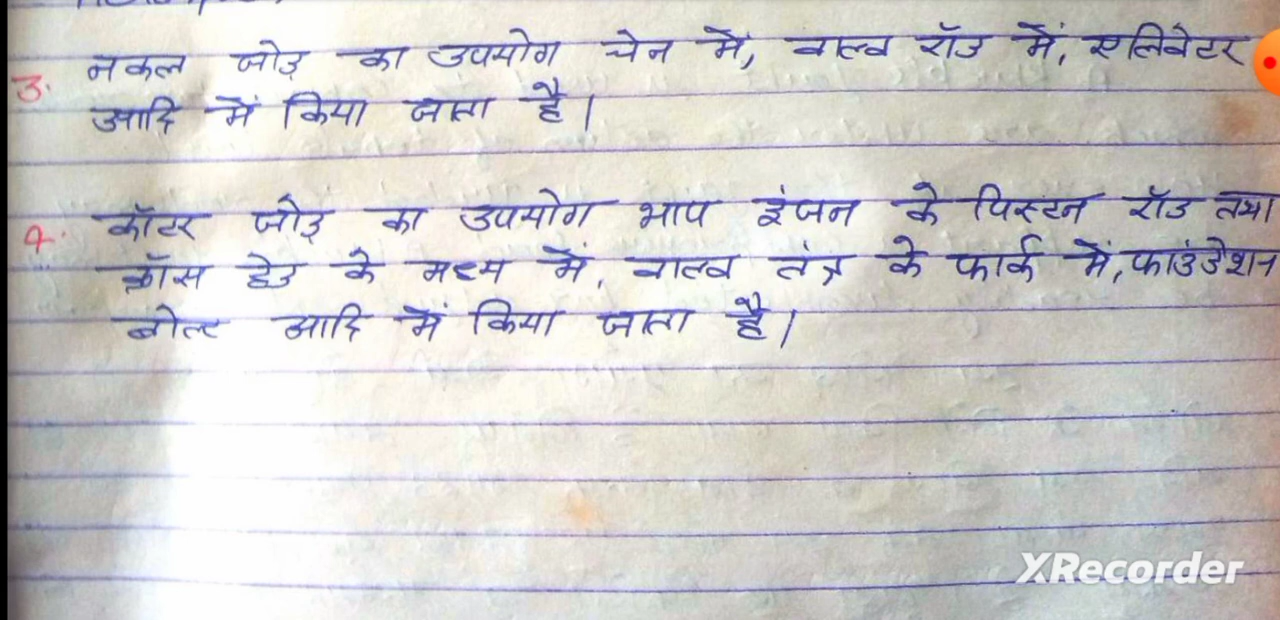 3. नकल जोड़ का उपयोग चेन में, वाल्व रॉड में, एलिवेटर
आदि में किया जाता है।
4. कॉटर जोड़ का उपयोग भाप इंजन के पिस्टन रॉड तथा
क्रॉस हेड के मध्य में, वाल्व तंत्र के फार्क में, फाउंडेशन
बोल्ट आदि में किया जाता है।
XRecorder